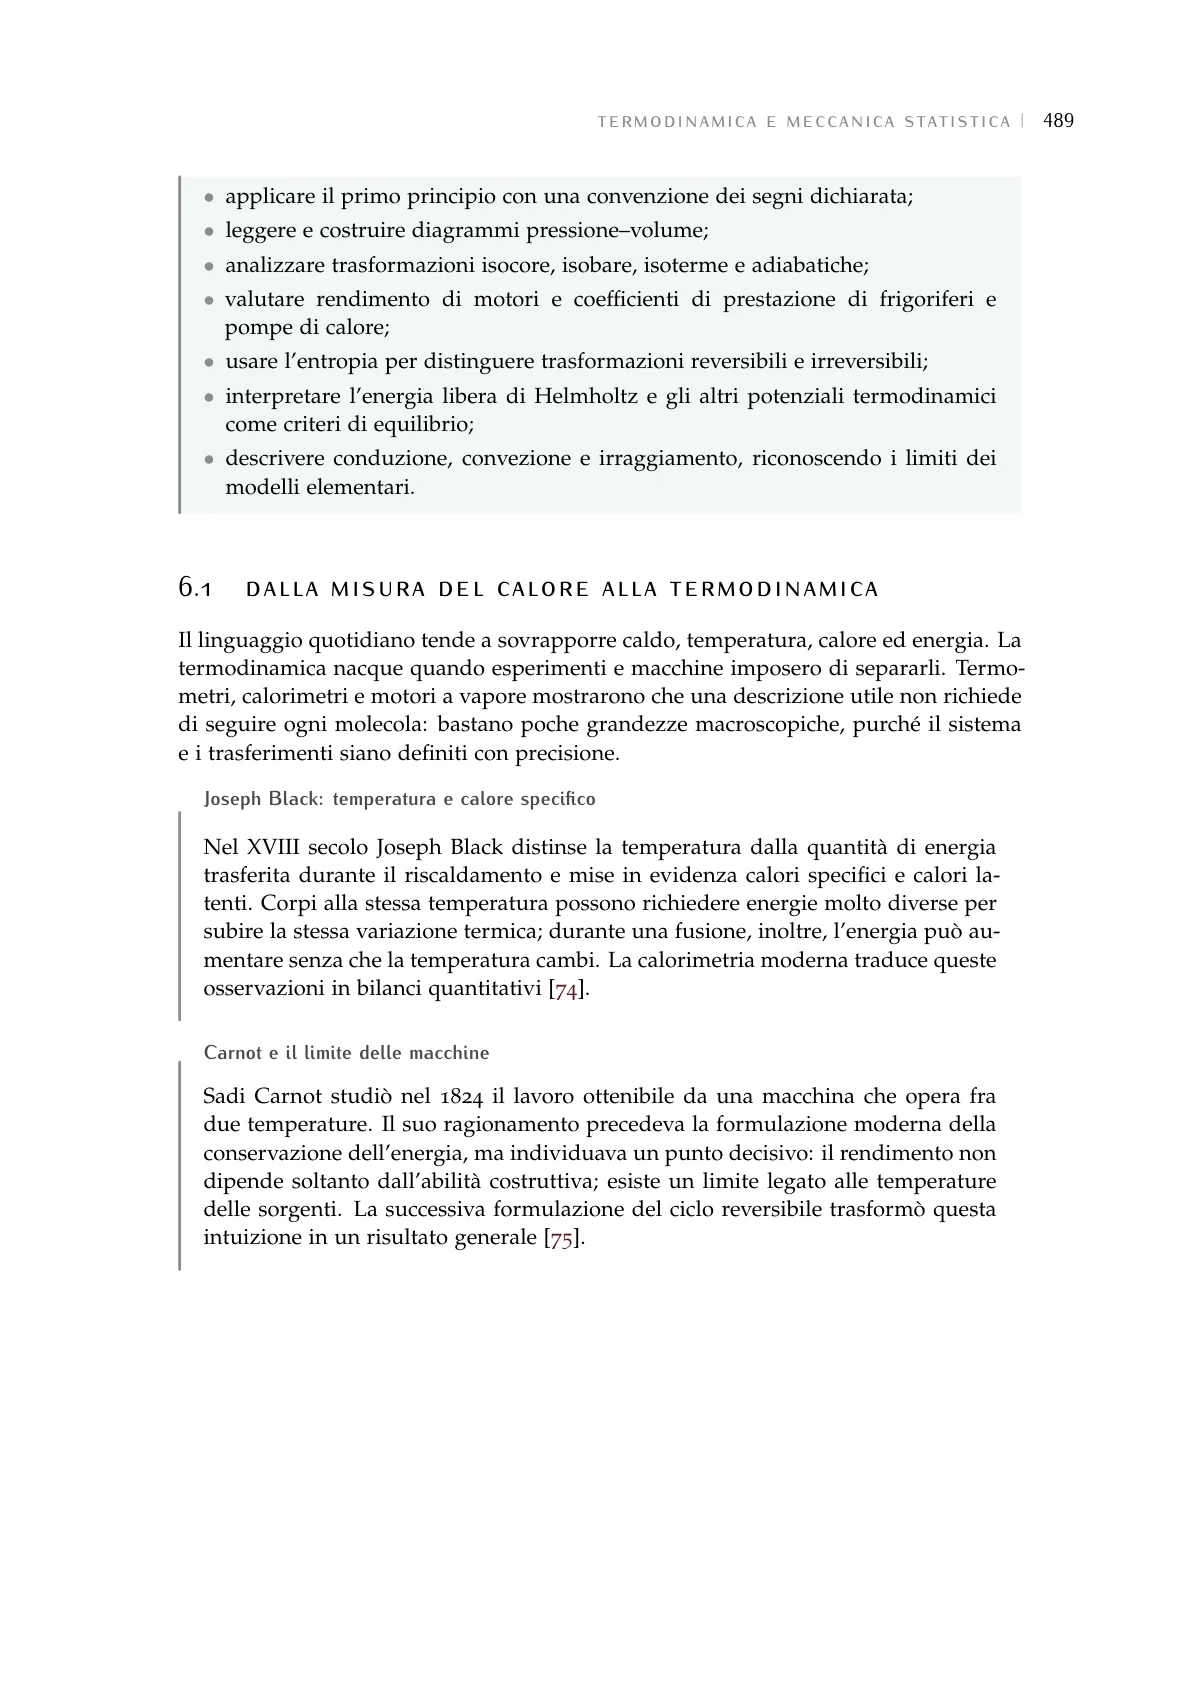 TERMODINAMICA E MECCANICA STATISTICA | 489
• applicare il primo principio con una convenzione dei segni dichiarata;
• leggere e costruire diagrammi pressione–volume;
• analizzare trasformazioni isocore, isobare, isoterme e adiabatiche;
• valutare rendimento di motori e coefficienti di prestazione di frigoriferi e
pompe di calore;
• usare l’entropia per distinguere trasformazioni reversibili e irreversibili;
• interpretare l’energia libera di Helmholtz e gli altri potenziali termodinamici
come criteri di equilibrio;
• descrivere conduzione, convezione e irraggiamento, riconoscendo i limiti dei
modelli elementari.
6.1 DALLA MISURA DEL CALORE ALLA TERMODINAMICA
Il linguaggio quotidiano tende a sovrapporre caldo, temperatura, calore ed energia. La
termodinamica nacque quando esperimenti e macchine imposero di separarli. Termo-
metri, calorimetri e motori a vapore mostrarono che una descrizione utile non richiede
di seguire ogni molecola: bastano poche grandezze macroscopiche, purché il sistema
e i trasferimenti siano definiti con precisione.
Joseph Black: temperatura e calore specifico
Nel XVIII secolo Joseph Black distinse la temperatura dalla quantità di energia
trasferita durante il riscaldamento e mise in evidenza calori specifici e calori la-
tenti. Corpi alla stessa temperatura possono richiedere energie molto diverse per
subire la stessa variazione termica; durante una fusione, inoltre, l’energia può au-
mentare senza che la temperatura cambi. La calorimetria moderna traduce queste
osservazioni in bilanci quantitativi [74].
Carnot e il limite delle macchine
Sadi Carnot studiò nel 1824 il lavoro ottenibile da una macchina che opera fra
due temperature. Il suo ragionamento precedeva la formulazione moderna della
conservazione dell’energia, ma individuava un punto decisivo: il rendimento non
dipende soltanto dall’abilità costruttiva; esiste un limite legato alle temperature
delle sorgenti. La successiva formulazione del ciclo reversibile trasformò questa
intuizione in un risultato generale [75].